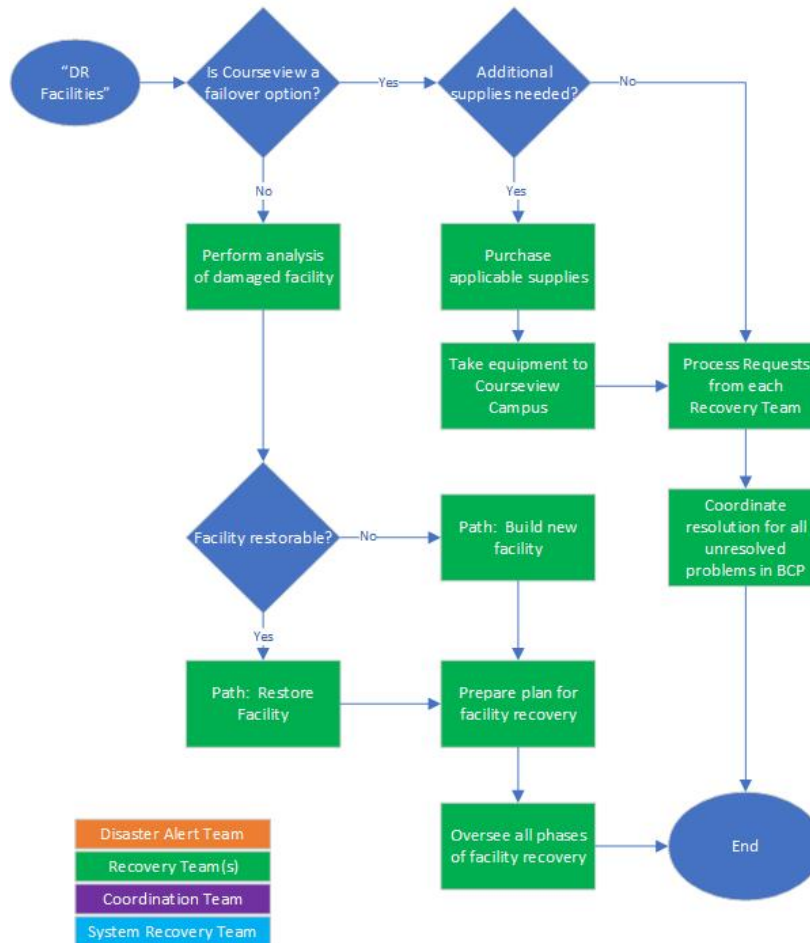 "DR
Facilities"
Is Courseview a
failover option?
Yes
Additional
supplies needed?
No
No
Yes
Perform analysis
of damaged facility
Purchase
applicable supplies
Take equipment to
Courseview
Campus
Process Requests
from each
Recovery Team
Facility restorable?
No
Path: Build new
facility
Coordinate
resolution for all
unresolved
problems in BCP
Yes
Path: Restore
Facility
Prepare plan for
facility recovery
Oversee all phases
of facility recovery
End
Disaster Alert Team
Recovery Team(s)
Coordination Team
System Recovery Team